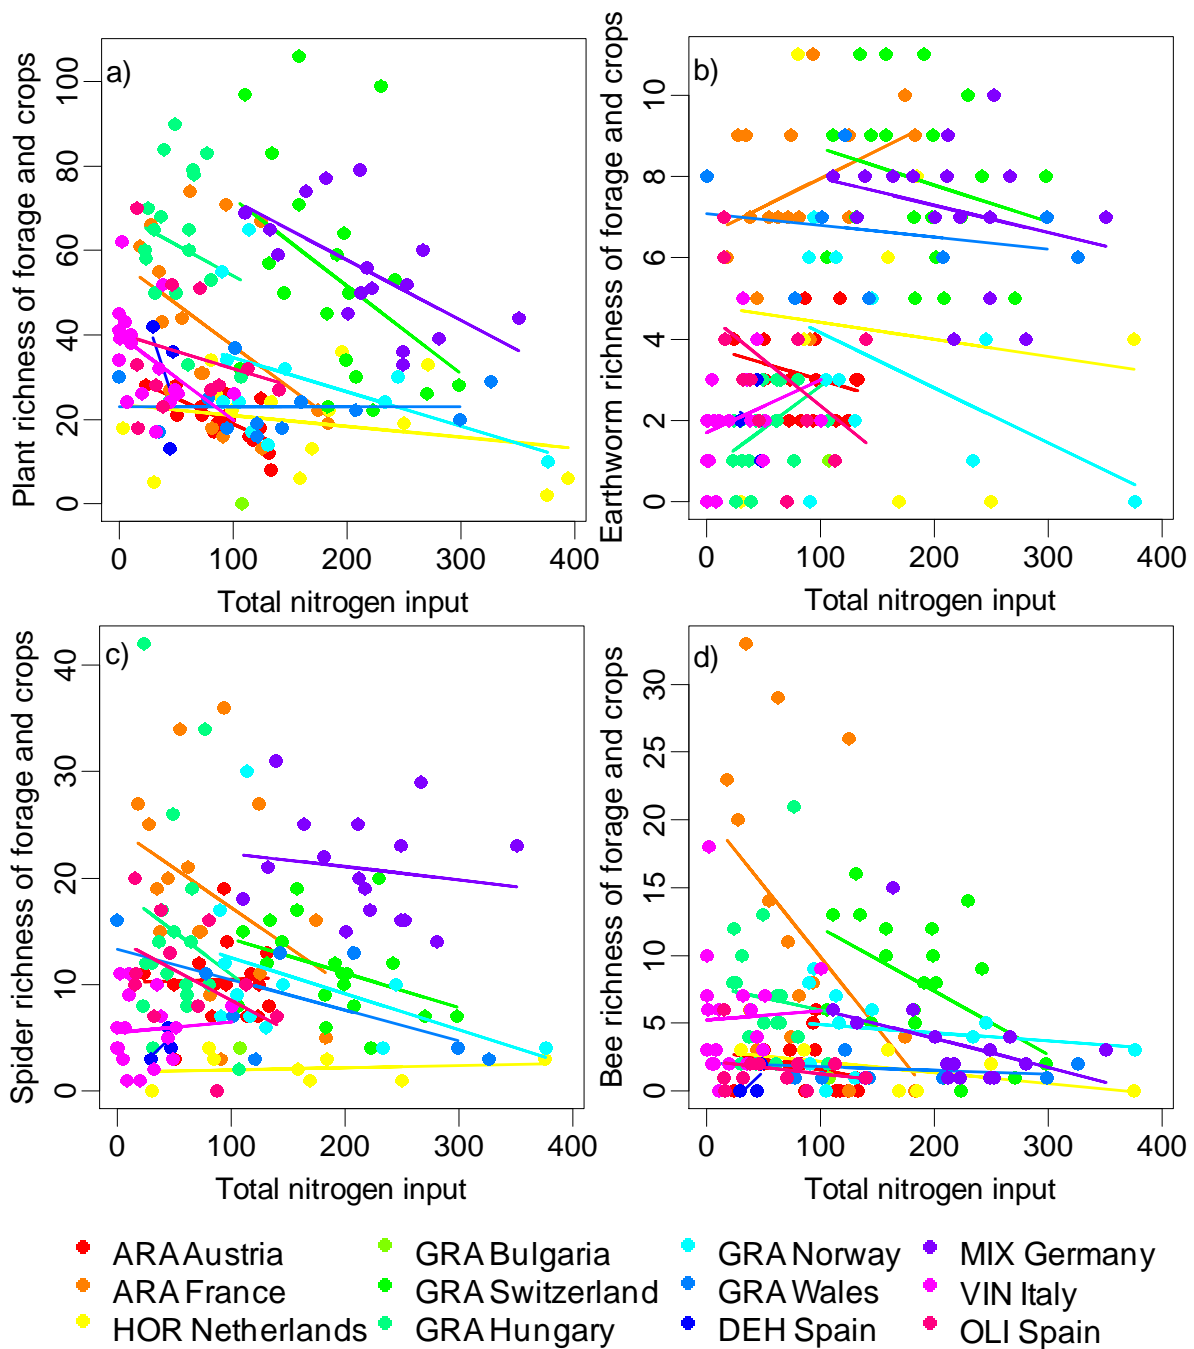 a)
Plant richness of forage and crops
0 20 40 60 80 100
0 100 200 300 400
Total nitrogen input
b)
Earthworm richness of forage and crops
0 2 4 6 8 10
0 100 200 300 400
Total nitrogen input
c)
Spider richness of forage and crops
0 10 20 30 40
0 100 200 300 400
Total nitrogen input
d)
Bee richness of forage and crops
0 5 10 15 20 25 30
0 100 200 300 400
Total nitrogen input
ARA Austria
ARA France
HOR Netherlands
GRA Bulgaria
GRA Switzerland
GRA Hungary
GRA Norway
GRA Wales
DEH Spain
MIX Germany
VIN Italy
OLI Spain